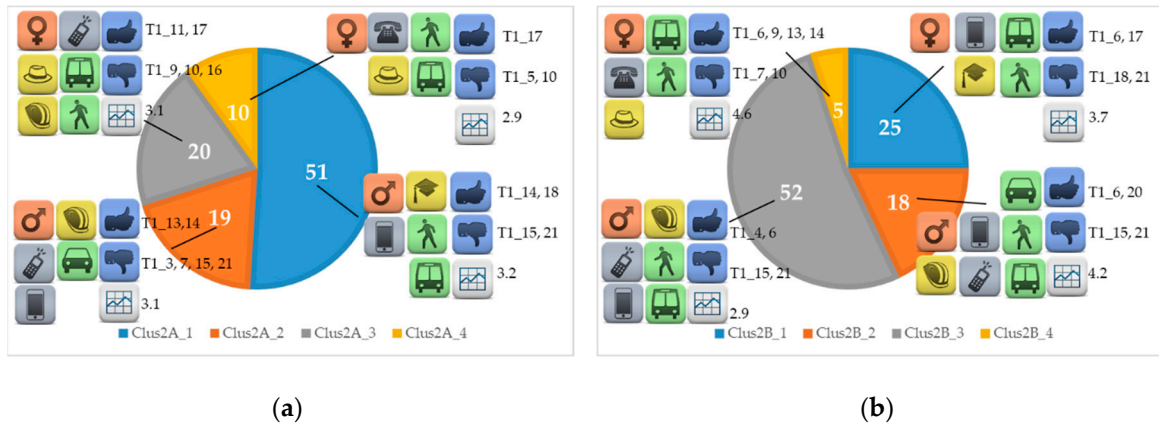 T1_11, 17
T1_9, 10, 16
3.1
T1_17
T1_5, 10
2.9
10
20
51
19
T1_13,14
T1_3, 7, 15, 21
3.1
T1_14, 18
T1_15, 21
3.2
Clus2A_1 Clus2A_2 Clus2A_3 Clus2A_4
(a)
T1_6, 9, 13, 14
T1_7, 10
4.6
T1_6, 17
T1_18, 21
3.7
5
25
52
18
T1_4, 6
T1_15, 21
2.9
T1_6, 20
T1_15, 21
4.2
Clus2B_1 Clus2B_2 Clus2B_3 Clus2B_4
(b)